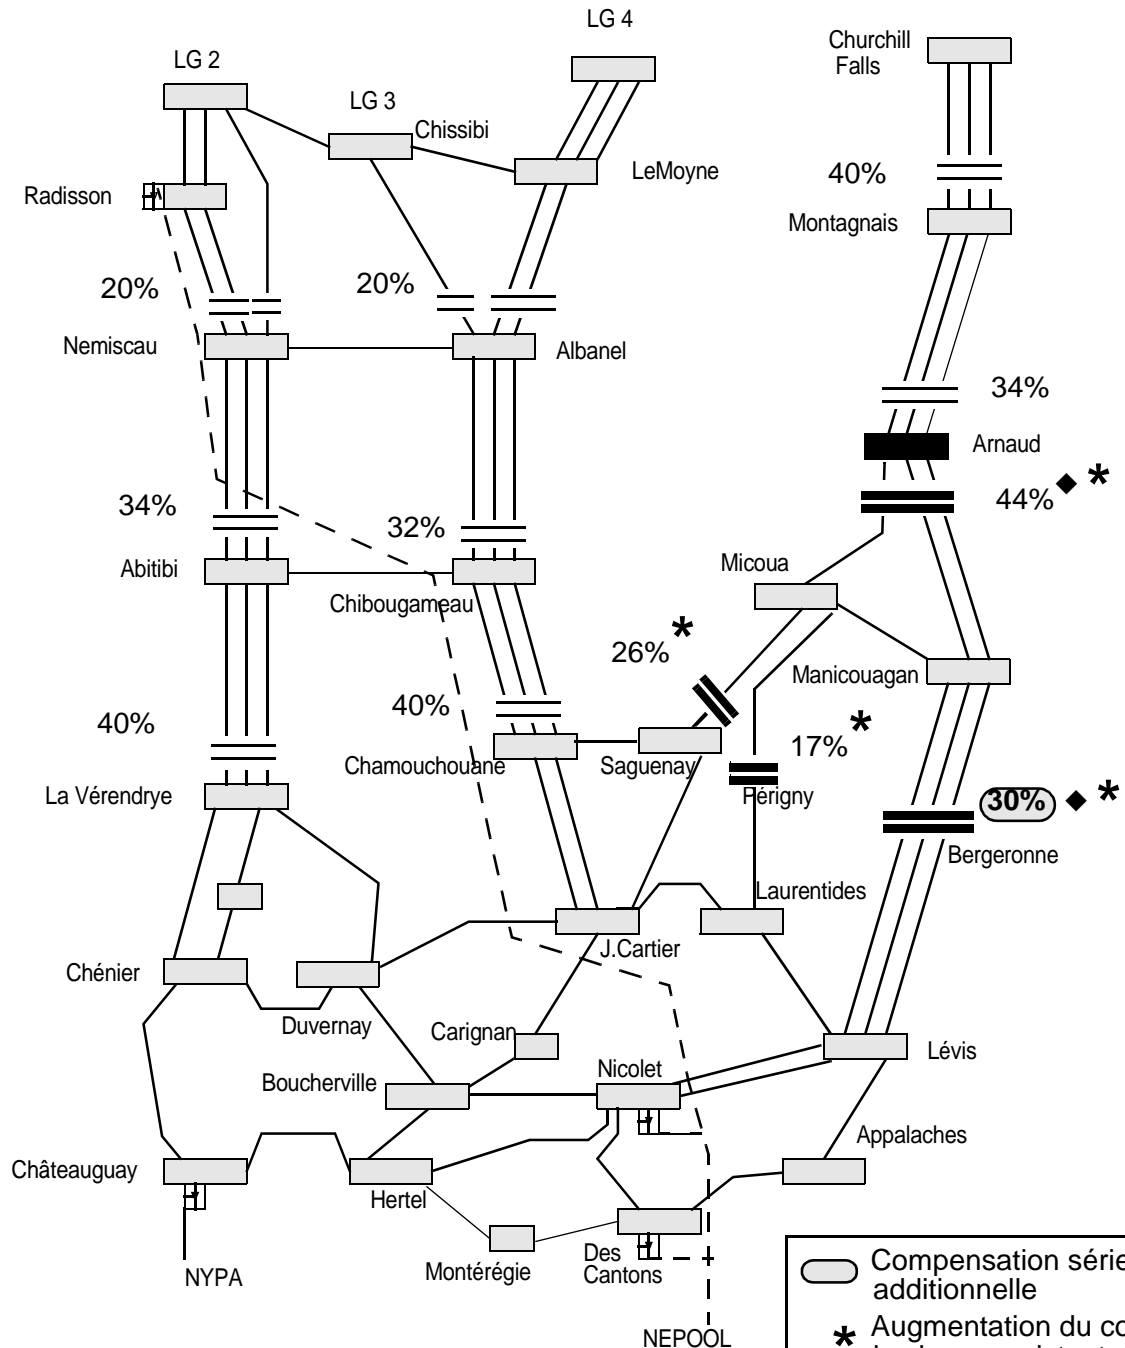 LG 4
Churchill
Falls
LG 2
LG 3
Chissibi
LeMoyne
40%
Radisson
Montagnais
20%
20%
Nemiscau
Albanel
34%
Arnaud
34%
44% ◆ *
32%
Abitibi
Micoua
Chibougameau
26% *
Manicouagan
40%
40%
17% *
Chamouchouane
Saguenay
La Vérendrye
Périgny
30% ◆ *
Bergeronne
Laurentides
J.Cartier
Chénier
Duvernay
Carignan
Lévis
Nicolet
Boucherville
Appalaches
Châteauguay
Hertel
Des
Cantons
Montérégie
NYPA
NEPOOL
Compensation série
additionnelle
* Augmentation du co